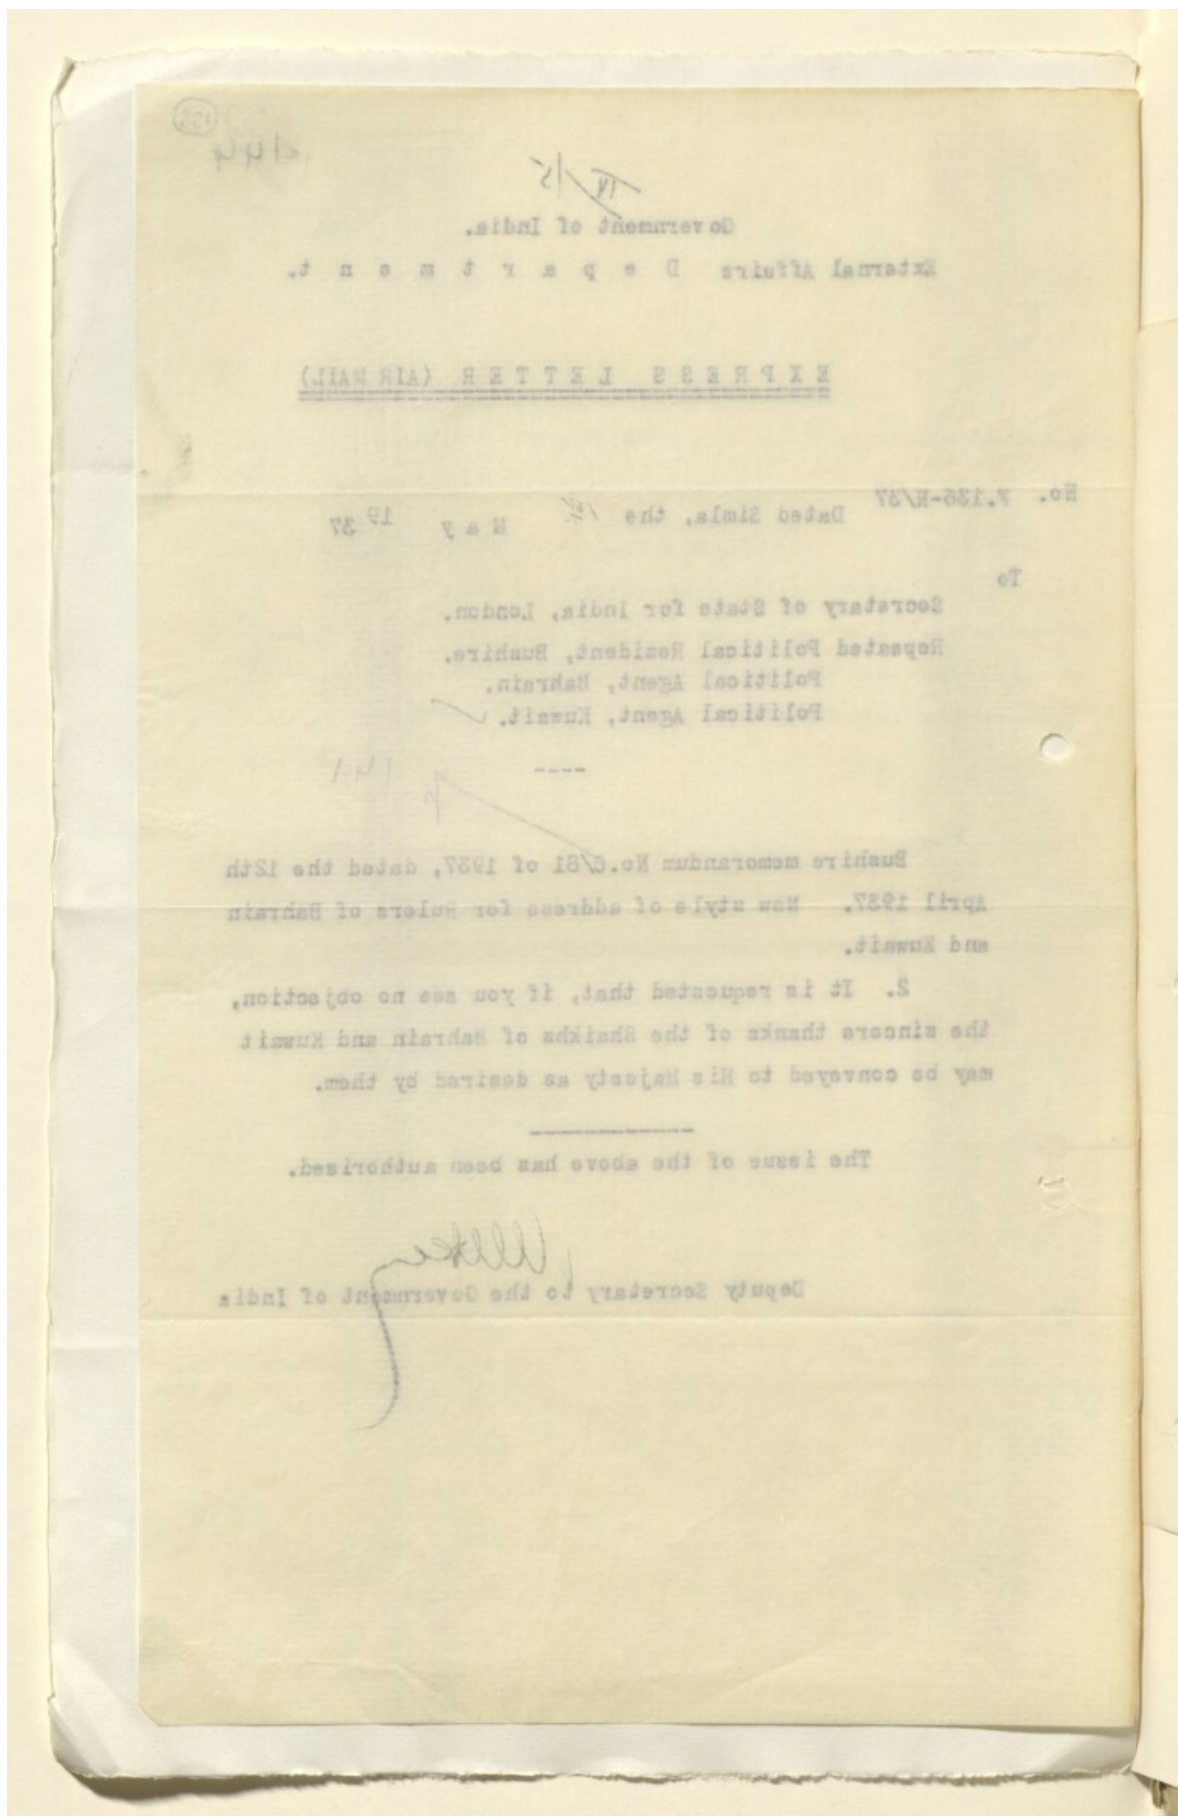 Government of India.
External Affairs Department.
EXPRESS LETTER (AIR MAIL)
No. F.136-N/37
Dated Simla, the May 1937
To
Secretary of State for India, London.
Repeated Political Resident, Bushire.
Political Agent, Bahrain.
Political Agent, Kuwait.
----
141
Bushire memorandum No.C/81 of 1937, dated the 12th
April 1937. New style of address for Rulers of Bahrain
and Kuwait.
2. It is requested that, if you see no objection,
the sincere thanks of the Shaikhs of Bahrain and Kuwait
may be conveyed to His Majesty as desired by them.
The issue of the above has been authorised.
Deputy Secretary to the Government of India